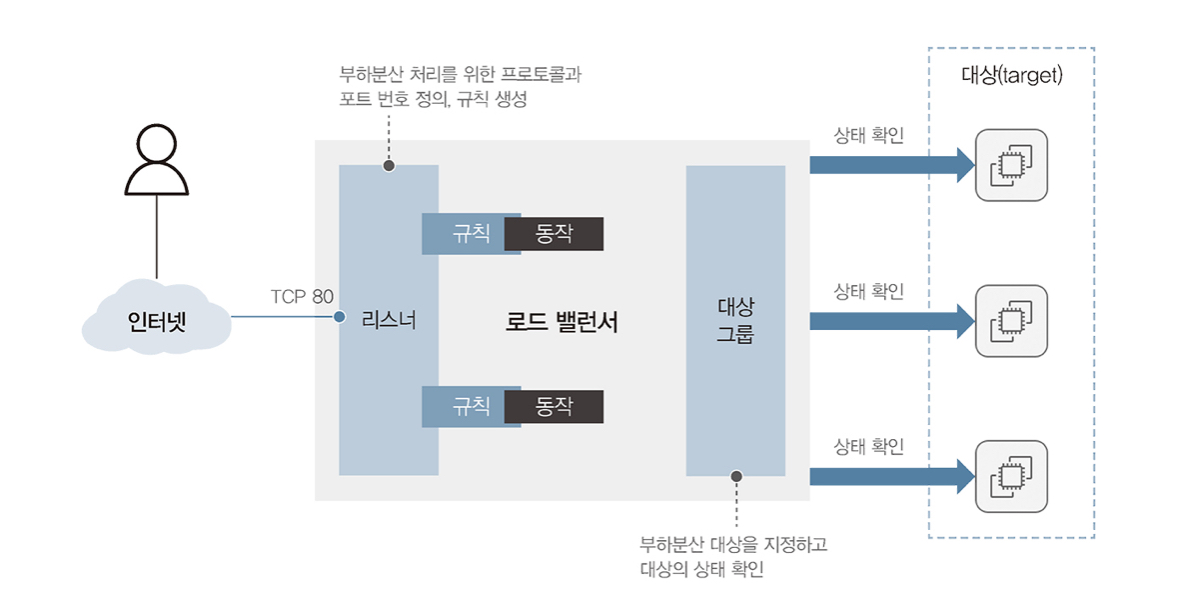 부하분산 처리를 위한 프로토콜과
포트 번호 정의, 규칙 생성
대상(target)
상태 확인
규칙
동작
TCP 80
인터넷
리스너
로드 밸런서
대상
그룹
상태 확인
규칙
동작
상태 확인
부하분산 대상을 지정하고
대상의 상태 확인